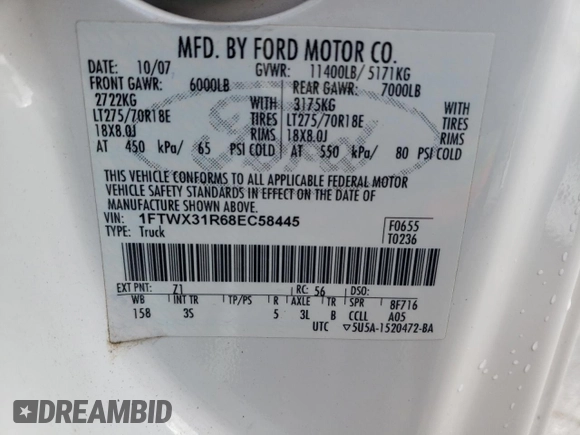 MFD. BY FORD MOTOR CO.
DATE: 10/07 GVWR: 11400LB/ 5171KG
FRONT GAWR: 6000LB REAR GAWR: 7000LB
2722KG WITH 3175KG WITH
LT275/70R18E TIRES LT275/70R18E TIRES
18X8.0J RIMS 18X8.0J RIMS
AT 450 kPa/ 65 PSI COLD AT 550 kPa/ 80 PSI COLD
THIS VEHICLE CONFORMS TO ALL APPLICABLE FEDERAL MOTOR
VEHICLE SAFETY STANDARDS IN EFFECT ON THE DATE OF
MANUFACTURE SHOWN ABOVE.
VIN: 1FTWX31R68EC58445 F0655
TYPE: Truck T0236
EXT PNT: Z1 RC: 56 DSO:
WB INT TR TP/PS R AXLE TR SPR 8F716
158 3S 5 3L B CCLL A05
UTC ▽5U5A-1520472-BA
Ford
DREAMBID